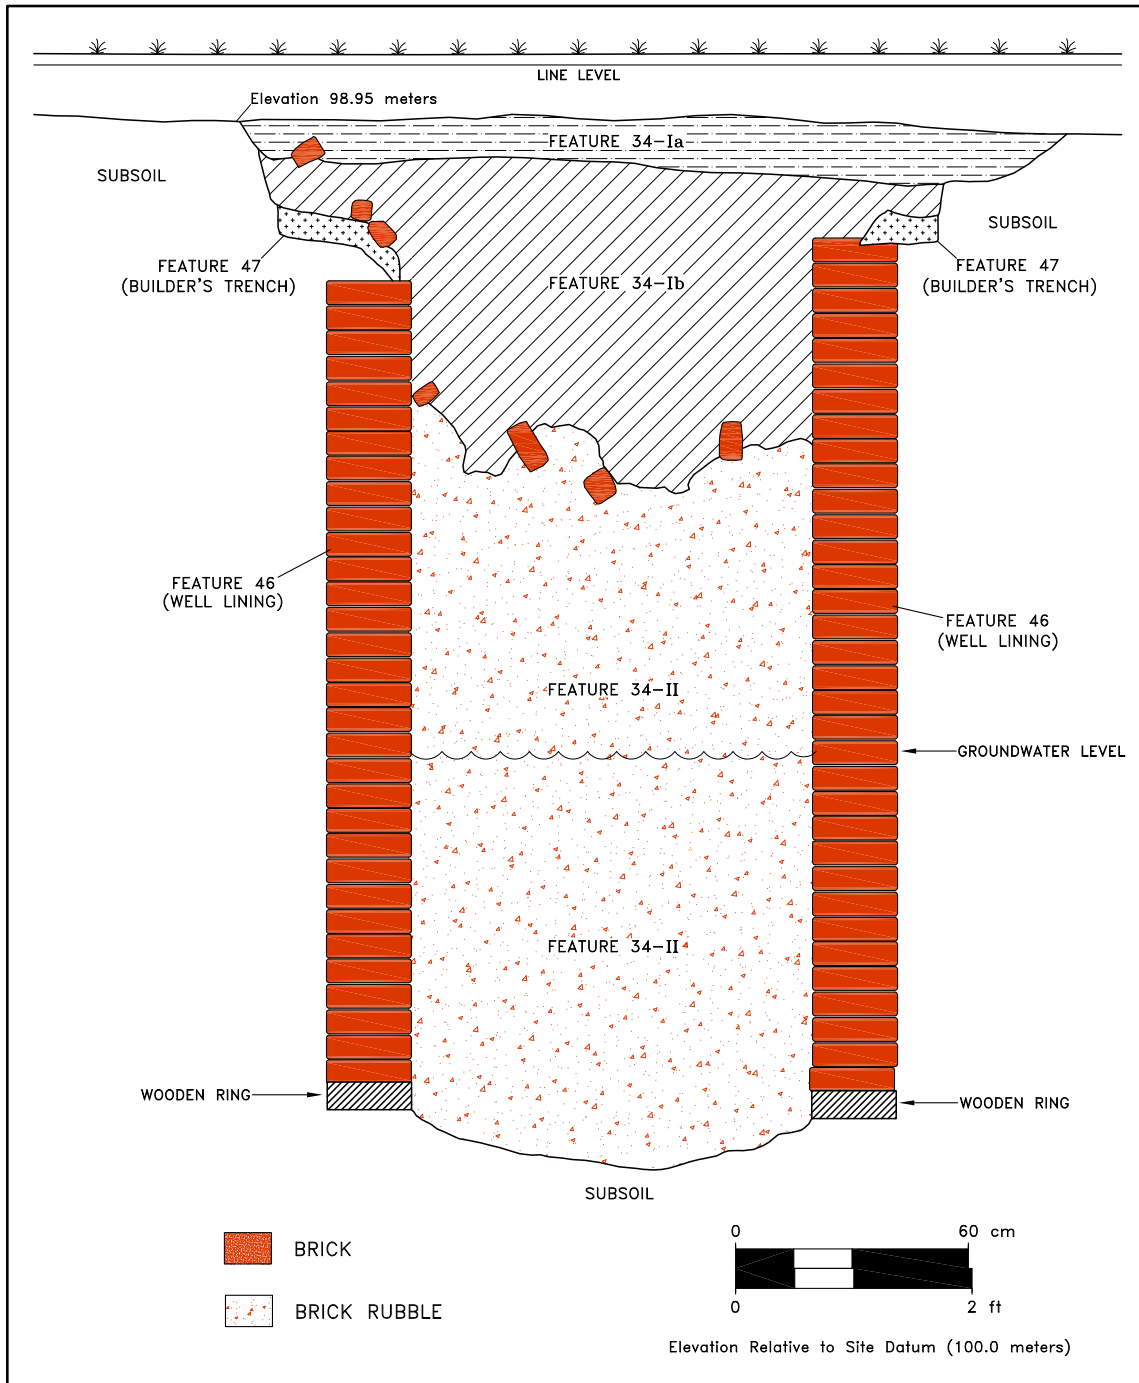 LINE LEVEL
Elevation 98.95 meters
FEATURE 34-Ia
SUBSOIL
SUBSOIL
FEATURE 47
(BUILDER'S TRENCH)
FEATURE 34-Ib
FEATURE 47
(BUILDER'S TRENCH)
FEATURE 46
(WELL LINING)
FEATURE 46
(WELL LINING)
FEATURE 34-II
GROUNDWATER LEVEL
FEATURE 34-II
WOODEN RING
WOODEN RING
SUBSOIL
BRICK
BRICK RUBBLE
0 60 cm
0 2 ft
Elevation Relative to Site Datum (100.0 meters)